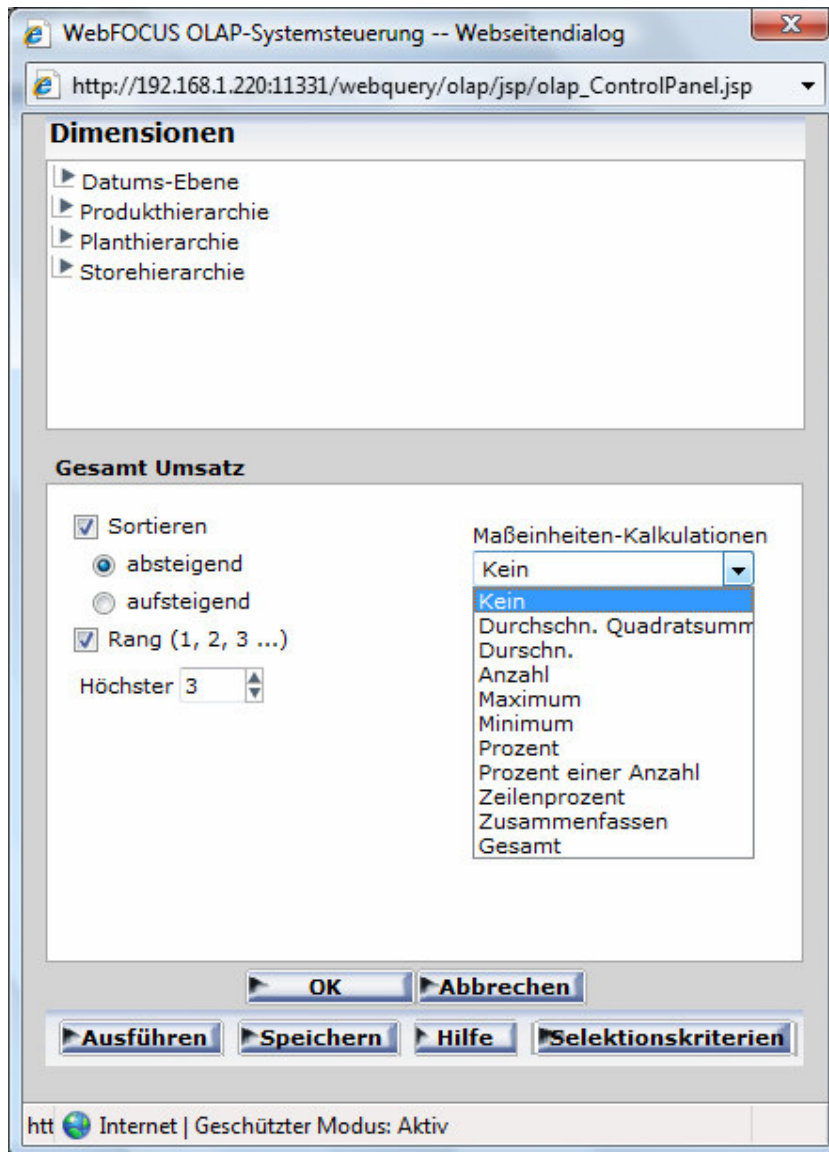 WebFOCUS OLAP-Systemsteuerung -- Webseitendialog
http://192.168.1.220:11331/webquery/olap/jsp/olap_ControlPanel.jsp
Dimensionen
Datums-Ebene
Produkthierarchie
Planthierarchie
Storehierarchie
Gesamt Umsatz
Sortieren
absteigend
aufsteigend
Rang (1, 2, 3 ...)
Höchster 3
Maßeinheiten-Kalkulationen
Kein
Kein
Durchschn. Quadratsumm
Durschn.
Anzahl
Maximum
Minimum
Prozent
Prozent einer Anzahl
Zeilenprozent
Zusammenfassen
Gesamt
OK Abbrechen
Ausführen Speichern Hilfe Selektionskriterien
htt Internet | Geschützter Modus: Aktiv